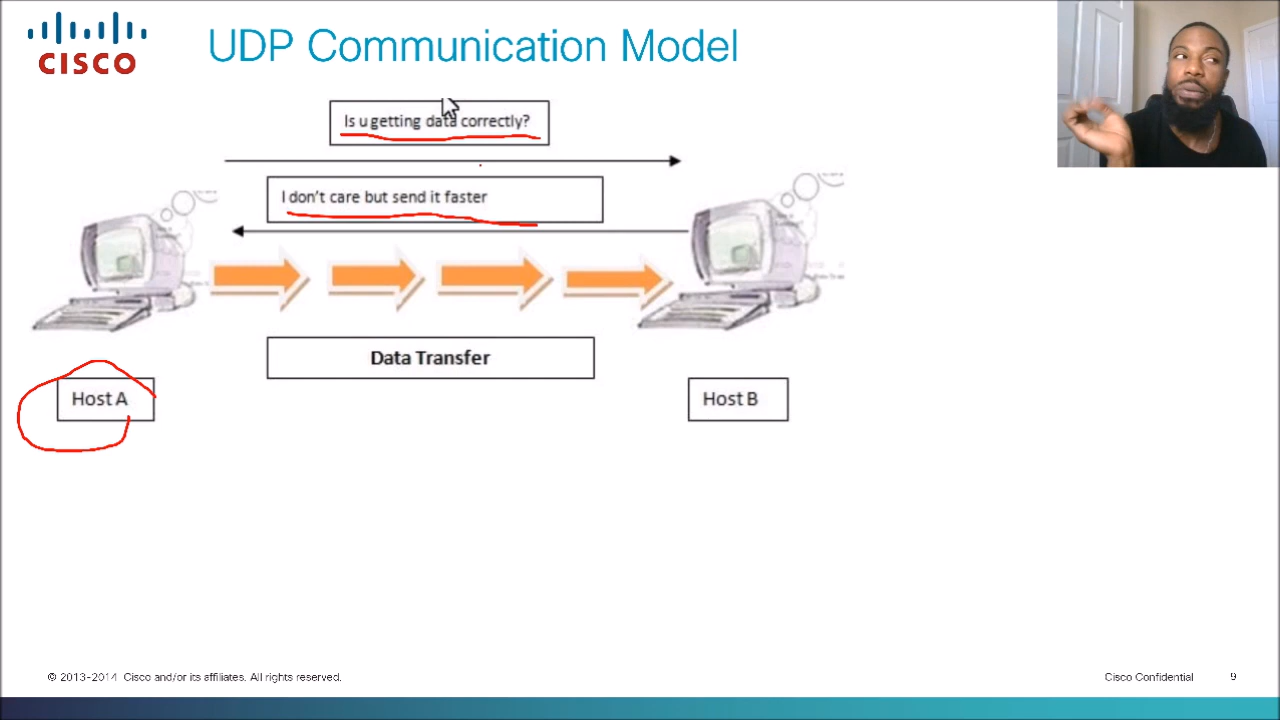 CISCO
UDP Communication Model
Is u getting data correctly?
I don't care but send it faster
Data Transfer
Host A
Host B
© 2013-2014 Cisco and/or its affiliates. All rights reserved.
Cisco Confidential
9